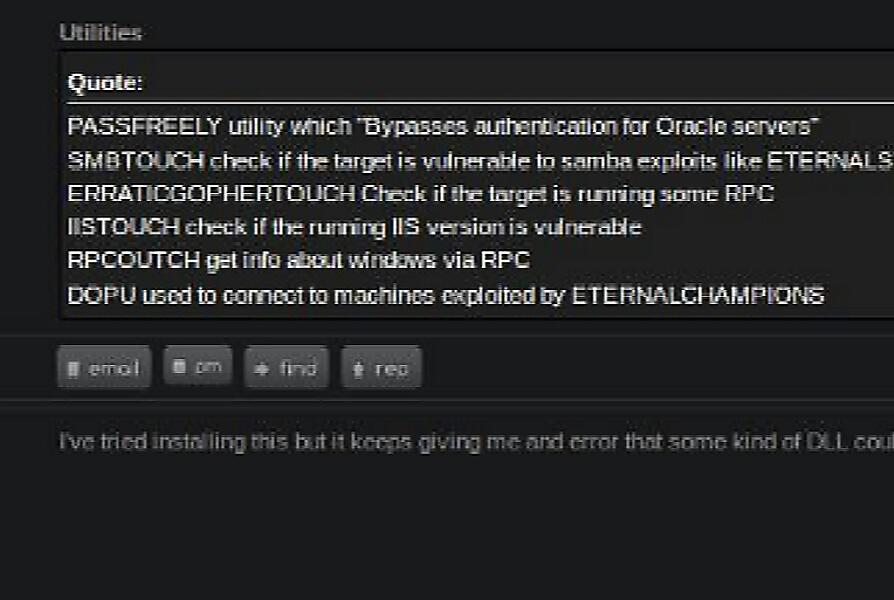 Utilities
Quote:
PASSFREELY utility which "Bypasses authentication for Oracle servers"
SMBTOUCH check if the target is vulnerable to samba exploits like ETERNALS
ERRATICGOPHERTOUCH Check if the target is running some RPC
IISTOUCH check if the running IIS version is vulnerable
RPCOUTCH get info about windows via RPC
DOPU used to connect to machines exploited by ETERNALCHAMPIONS
email pm find rep
I've tried installing this but it keeps giving me and error that some kind of DLL coul